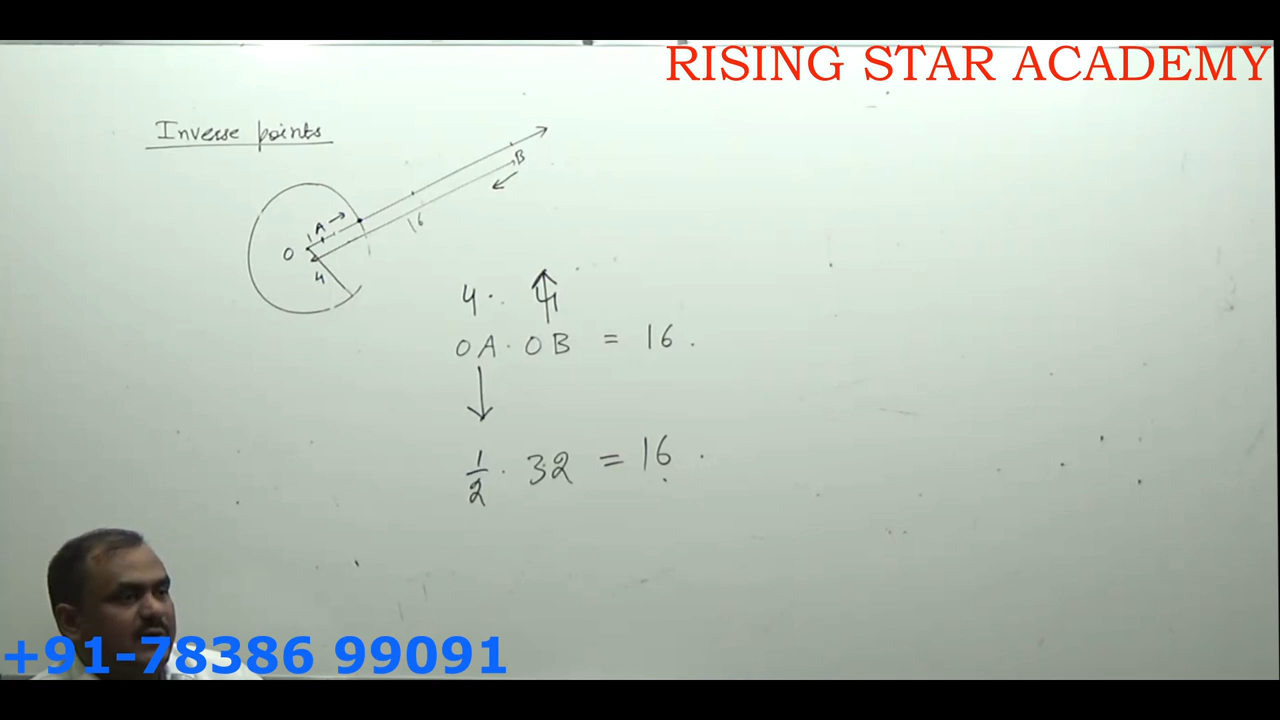 RISING STAR ACADEMY
Inverse points
B
A
1
16
O
4
4 · 4
OA · OB = 16 .
1/2 · 32 = 16 .
+91-78386 99091